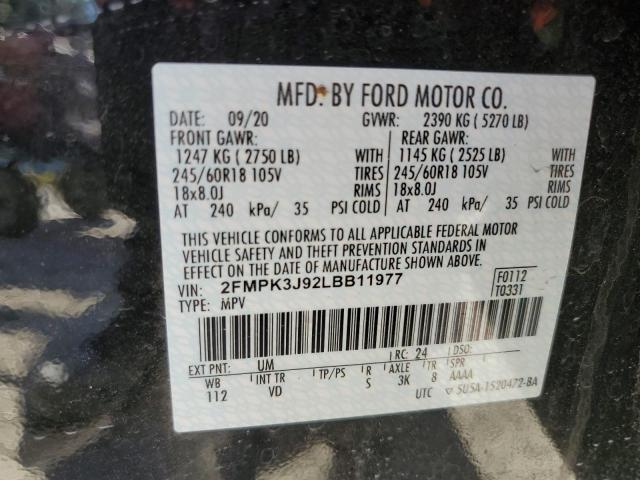 MFD. BY FORD MOTOR CO.
DATE: 09/20 GVWR: 2390 KG ( 5270 LB)
FRONT GAWR: REAR GAWR:
1247 KG ( 2750 LB) WITH 1145 KG ( 2525 LB) WITH
245/60R18 105V TIRES 245/60R18 105V TIRES
18x8.0J RIMS 18x8.0J RIMS
AT 240 kPa/ 35 PSI COLD AT 240 kPa/ 35 PSI COLD
THIS VEHICLE CONFORMS TO ALL APPLICABLE FEDERAL MOTOR
VEHICLE SAFETY AND THEFT PREVENTION STANDARDS IN
EFFECT ON THE DATE OF MANUFACTURE SHOWN ABOVE.
VIN: 2FMPK3J92LBB11977 F0112
TYPE: MPV T0331
EXT PNT: UM RC: 24 DSO:
WB INT TR TP/PS R AXLE TR SPR
112 VD S 3K 8 AAAA
UTC 5U5A-1520472-BA